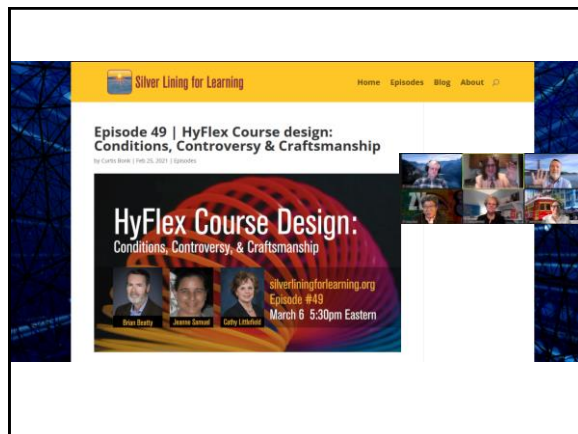 Silver Lining for Learning
Home Episodes Blog About
Episode 49 | HyFlex Course design:
Conditions, Controversy & Craftsmanship
by Curtis Bonk | Feb 25, 2021 | Episodes
HyFlex Course Design:
Conditions, Controversy, & Craftsmanship
silverliningforlearning.org
Episode #49
March 6 5:30pm Eastern
Brian Beatty Jeanne Samuel Cathy Littlefield